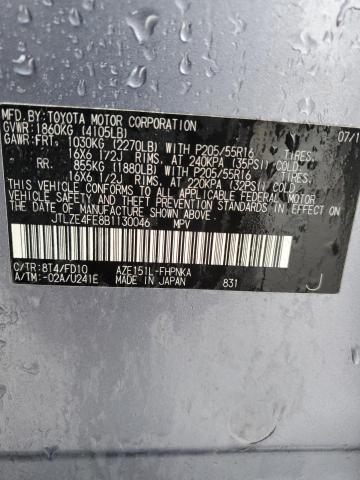 MFD.BY:TOYOTA MOTOR CORPORATION 07/1
GVWR:1860KG (4105LB)
GAWR:FRT. 1030KG (2270LB) WITH P205/55R16 TIRES,
16X6 1/2J RIMS, AT 240KPA (35PSI) COLD
RR. 855KG (1880LB) WITH P205/55R16 TIRES,
16X6 1/2J RIMS, AT 220KPA (32PSI) COLD
THIS VEHICLE CONFORMS TO ALL APPLICABLE FEDERAL MOTOR
VEHICLE SAFETY AND THEFT PREVENTION STANDARDS IN EFFECT
ON THE DATE OF MANUFACTURE SHOWN ABOVE.
JTLZE4FE8B1130046 MPV
C/TR:8T4/FD10 AZE151L-FHPNKA
A/TM:-02A/U241E MADE IN JAPAN 831
J